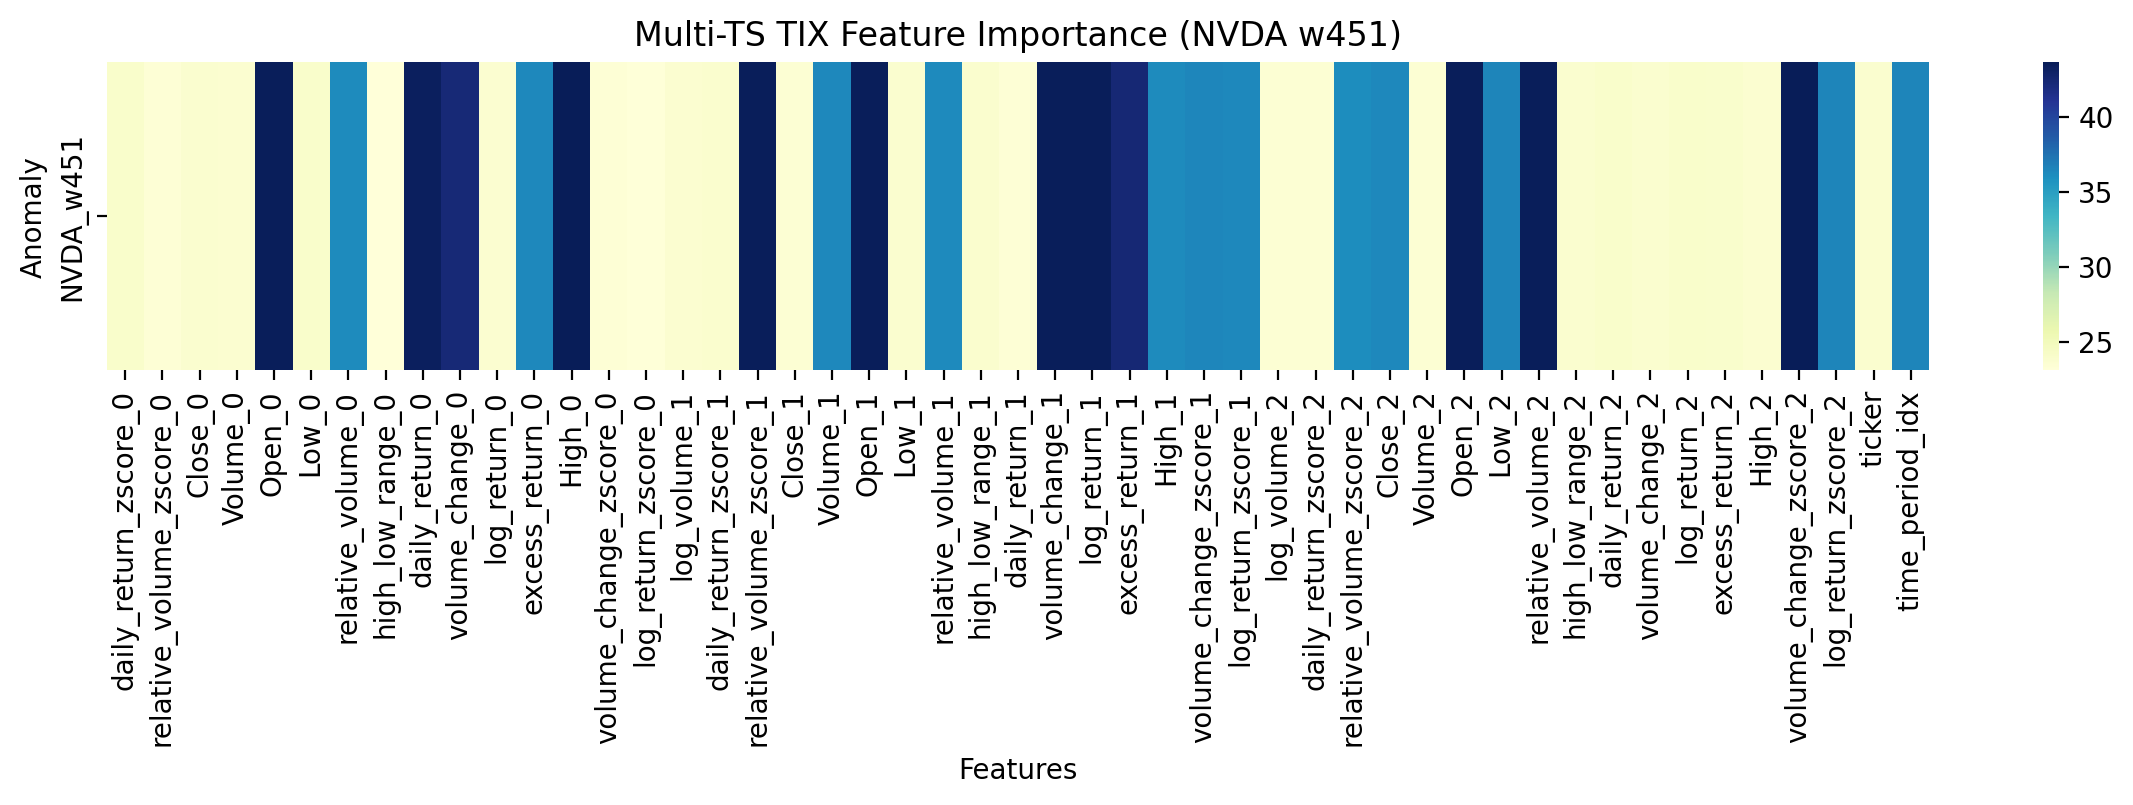 Multi-TS TIX Feature Importance (NVDA w451)
Anomaly
NVDA_w451
40
35
30
25
daily_return_zscore_0
relative_volume_zscore_0
Close_0
Volume_0
Open_0
Low_0
relative_volume_0
high_low_range_0
daily_return_0
volume_change_0
log_return_0
excess_return_0
High_0
volume_change_zscore_0
log_return_zscore_0
log_volume_1
daily_return_zscore_1
relative_volume_zscore_1
Close_1
Volume_1
Open_1
Low_1
relative_volume_1
high_low_range_1
daily_return_1
volume_change_1
log_return_1
excess_return_1
High_1
volume_change_zscore_1
log_return_zscore_1
log_volume_2
daily_return_zscore_2
relative_volume_zscore_2
Close_2
Volume_2
Open_2
Low_2
relative_volume_2
high_low_range_2
daily_return_2
volume_change_2
log_return_2
excess_return_2
High_2
volume_change_zscore_2
log_return_zscore_2
ticker
time_period_idx
Features